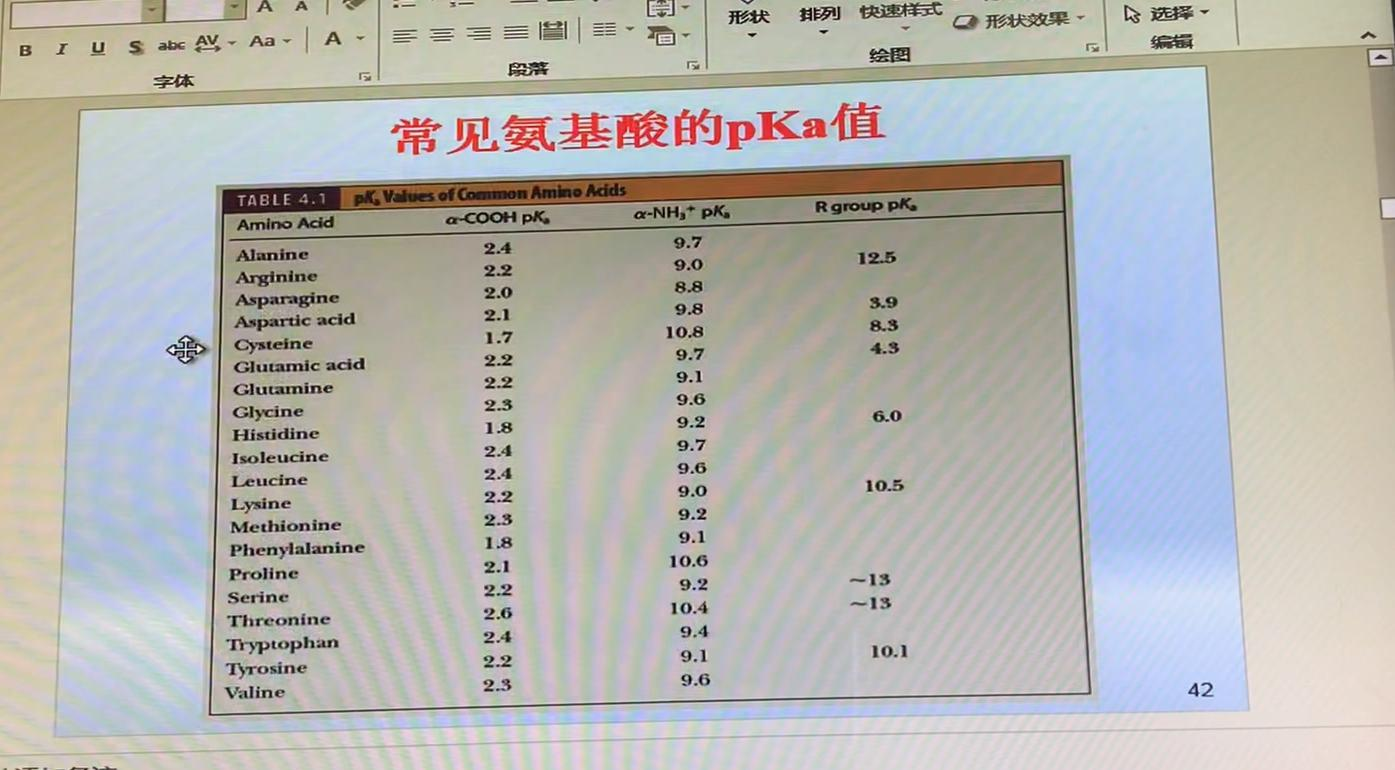 A A
B I U S abc AV Aa A
字体
段落
形状 排列 快速样式 形状效果
绘图
选择
编辑
常见氨基酸的pKa值
TABLE 4.1 pKa Values of Common Amino Acids
Amino Acid α-COOH pKa α-NH₃⁺ pKa R group pKa
Alanine 2.4 9.7
Arginine 2.2 9.0 12.5
Asparagine 2.0 8.8
Aspartic acid 2.1 9.8 3.9
Cysteine 1.7 10.8 8.3
Glutamic acid 2.2 9.7 4.3
Glutamine 2.2 9.1
Glycine 2.3 9.6
Histidine 1.8 9.2 6.0
Isoleucine 2.4 9.7
Leucine 2.4 9.6
Lysine 2.2 9.0 10.5
Methionine 2.3 9.2
Phenylalanine 1.8 9.1
Proline 2.1 10.6
Serine 2.2 9.2 ~13
Threonine 2.6 10.4 ~13
Tryptophan 2.4 9.4
Tyrosine 2.2 9.1 10.1
Valine 2.3 9.6
42